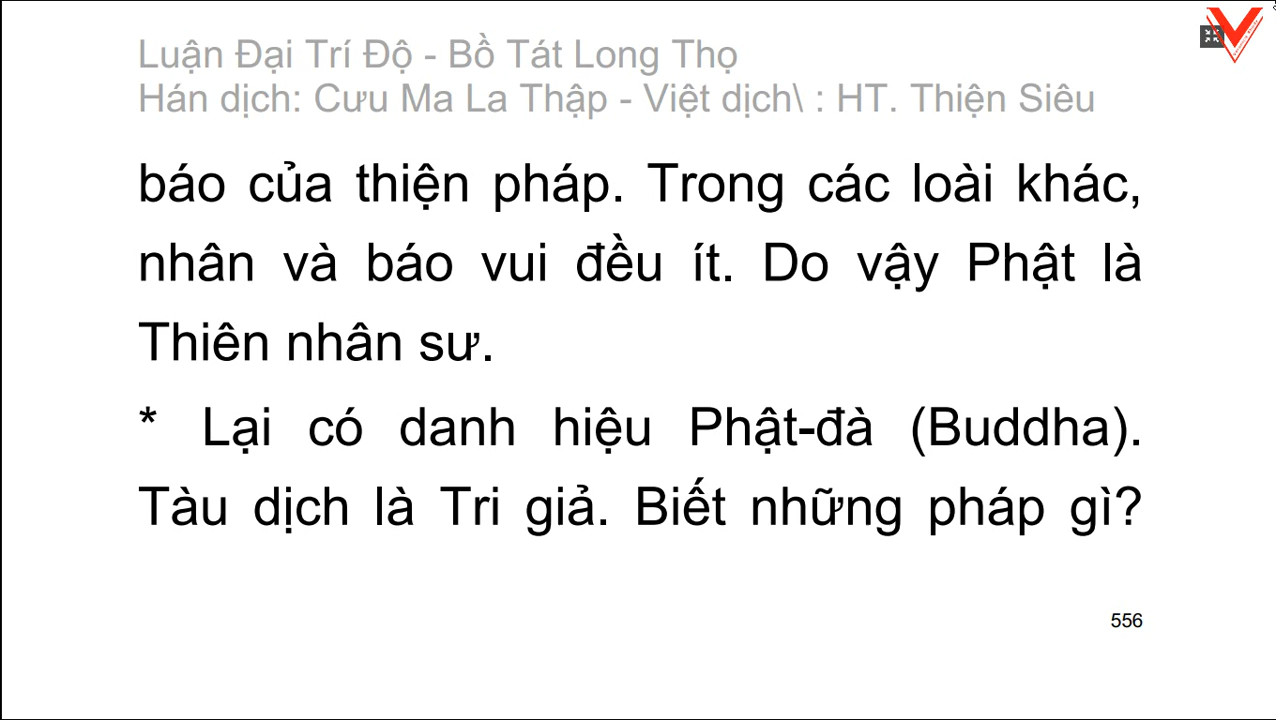 Luận Đại Trí Độ - Bồ Tát Long Thọ
Hán dịch: Cưu Ma La Thập - Việt dịch\ : HT. Thiện Siêu
báo của thiện pháp. Trong các loài khác,
nhân và báo vui đều ít. Do vậy Phật là
Thiên nhân sư.
* Lại có danh hiệu Phật-đà (Buddha).
Tàu dịch là Tri giả. Biết những pháp gì?
556